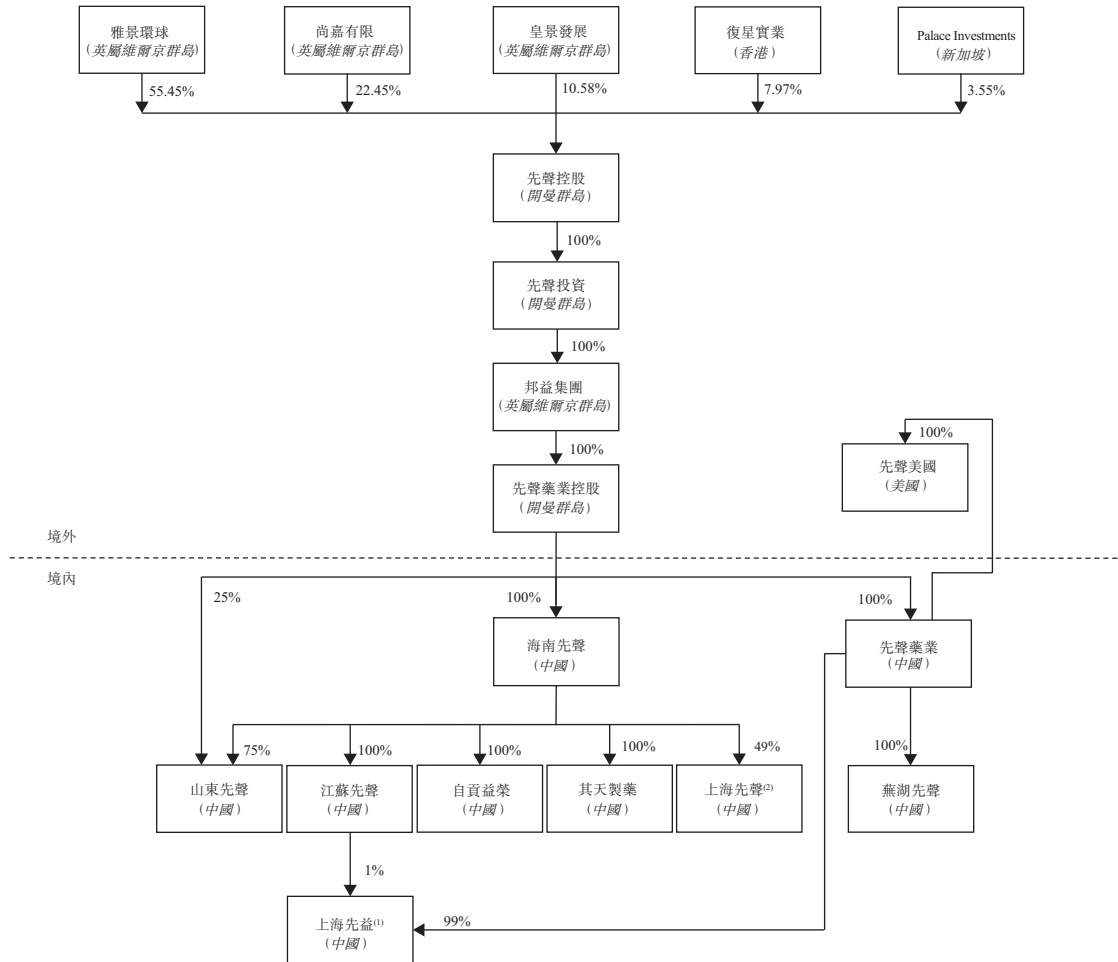 雅景環球
(英屬維爾京群島)
尚嘉有限
(英屬維爾京群島)
皇景發展
(英屬維爾京群島)
復星實業
(香港)
Palace Investments
(新加坡)
55.45%
22.45%
10.58%
7.97%
3.55%
先聲控股
(開曼群島)
100%
先聲投資
(開曼群島)
100%
邦益集團
(英屬維爾京群島)
100%
100%
先聲美國
(美國)
先聲藥業控股
(開曼群島)
境外
境內
25%
100%
100%
海南先聲
(中國)
先聲藥業
(中國)
75%
100%
100%
100%
49%
100%
山東先聲
(中國)
江蘇先聲
(中國)
自貢益榮
(中國)
其天製藥
(中國)
上海先聲(2)
(中國)
蕪湖先聲
(中國)
1%
上海先益(1)
(中國)
99%